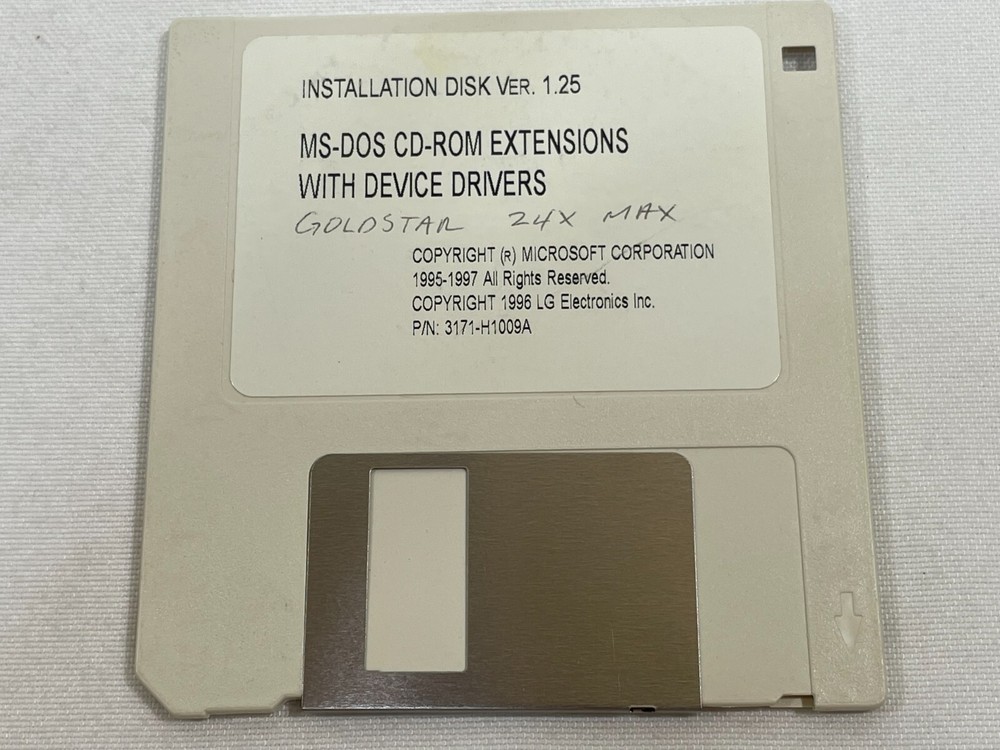 INSTALLATION DISK VER. 1.25
MS-DOS CD-ROM EXTENSIONS
WITH DEVICE DRIVERS
GOLDSTAR 24X MAX
COPYRIGHT (R) MICROSOFT CORPORATION
1995-1997 All Rights Reserved.
COPYRIGHT 1996 LG Electronics Inc.
P/N: 3171-H1009A